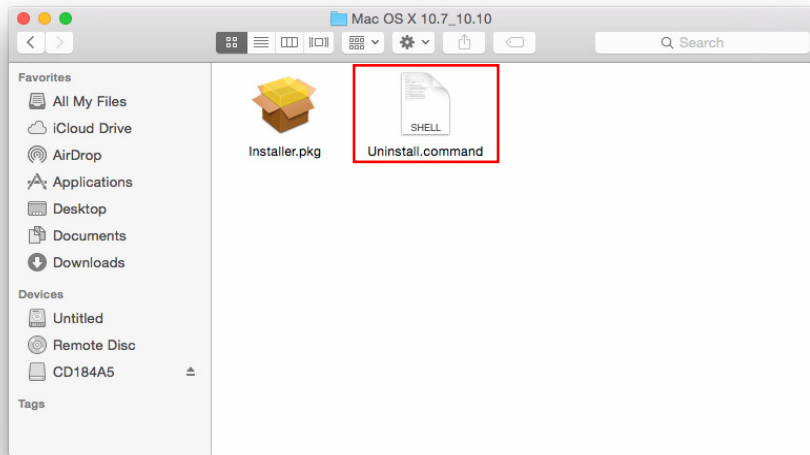 Mac OS X 10.7_10.10
Search
Favorites
All My Files
iCloud Drive
AirDrop
Applications
Desktop
Documents
Downloads
Devices
Untitled
Remote Disc
CD184A5
Tags
SHELL
Installer.pkg
Uninstall.command